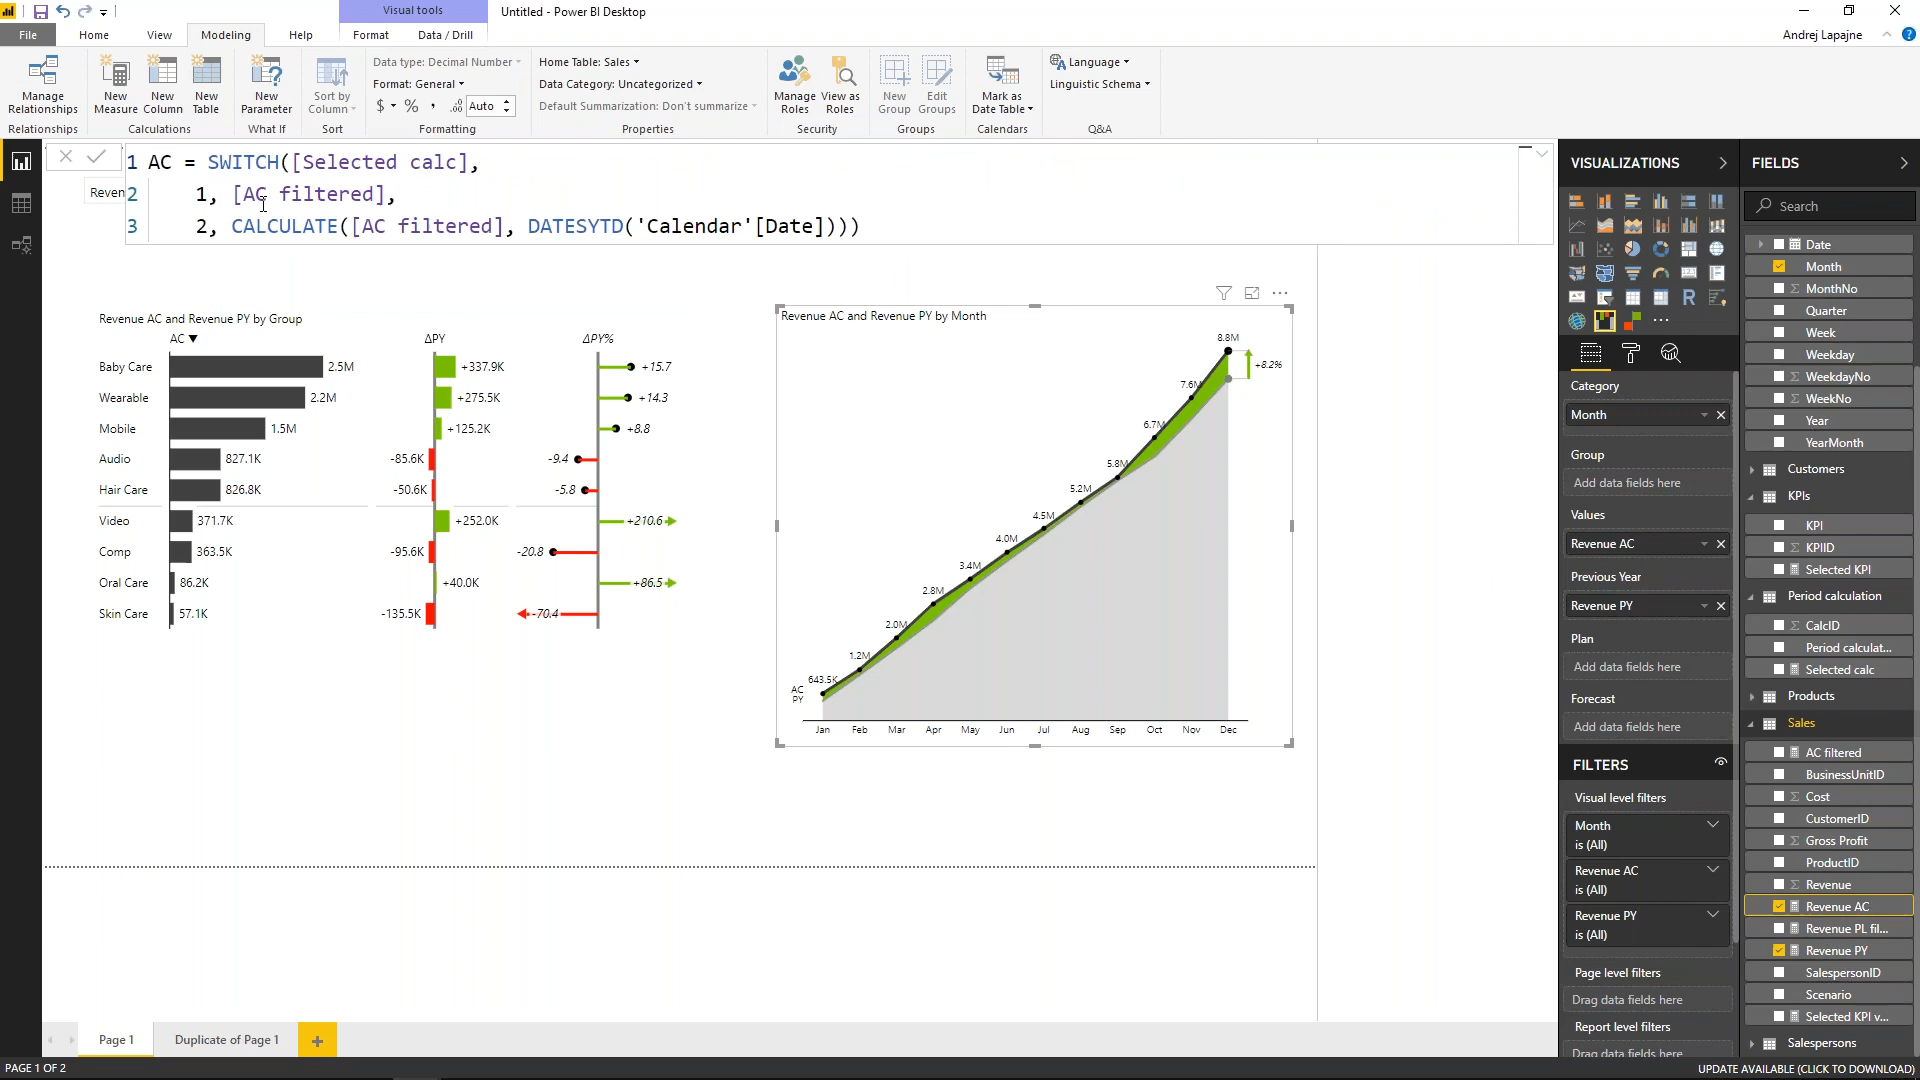 Visual tools
Untitled - Power BI Desktop
File
Home
View
Modeling
Help
Format
Data / Drill
Andrej Lapajne
Manage Relationships
Relationships
New Measure
New Column
New Table
Calculations
New Parameter
What If
Sort by Column
Sort
Data type: Decimal Number
Format: General
$ % , .00 Auto
Formatting
Home Table: Sales
Data Category: Uncategorized
Default Summarization: Don't summarize
Properties
Manage Roles
View as Roles
Security
New Group
Edit Groups
Groups
Mark as Date Table
Calendars
Language
Linguistic Schema
Q&A
1 AC = SWITCH([Selected calc],
2 1, [AC filtered],
3 2, CALCULATE([AC filtered], DATESYTD('Calendar'[Date])))
Reven
Revenue AC and Revenue PY by Group
AC ΔPY ΔPY%
Baby Care 2.5M +337.9K +15.7
Wearable 2.2M +275.5K +14.3
Mobile 1.5M +125.2K +8.8
Audio 827.1K -85.6K -9.4
Hair Care 826.8K -50.6K -5.8
Video 371.7K +252.0K +210.6
Comp 363.5K -95.6K -20.8
Oral Care 86.2K +40.0K +86.5
Skin Care 57.1K -135.5K -70.4
Revenue AC and Revenue PY by Month
8.8M
+8.2%
7.6M
6.7M
5.8M
5.2M
4.5M
4.0M
3.4M
2.8M
2.0M
1.2M
643.5K
AC
PY
Jan Feb Mar Apr May Jun Jul Aug Sep Oct Nov Dec
VISUALIZATIONS
R
Category
Month
Group
Add data fields here
Values
Revenue AC
Previous Year
Revenue PY
Plan
Add data fields here
Forecast
Add data fields here
FILTERS
Visual level filters
Month
is (All)
Revenue AC
is (All)
Revenue PY
is (All)
Page level filters
Drag data fields here
Report level filters
Drag data fields here
FIELDS
Search
Date
Month
MonthNo
Quarter
Week
Weekday
WeekdayNo
WeekNo
Year
YearMonth
Customers
KPIs
KPI
KPIID
Selected KPI
Period calculation
CalcID
Period calculat...
Selected calc
Products
Sales
AC filtered
BusinessUnitID
Cost
CustomerID
Gross Profit
ProductID
Revenue
Revenue AC
Revenue PL fil...
Revenue PY
SalespersonID
Scenario
Selected KPI v...
Salespersons
Page 1
Duplicate of Page 1
PAGE 1 OF 2
UPDATE AVAILABLE (CLICK TO DOWNLOAD)